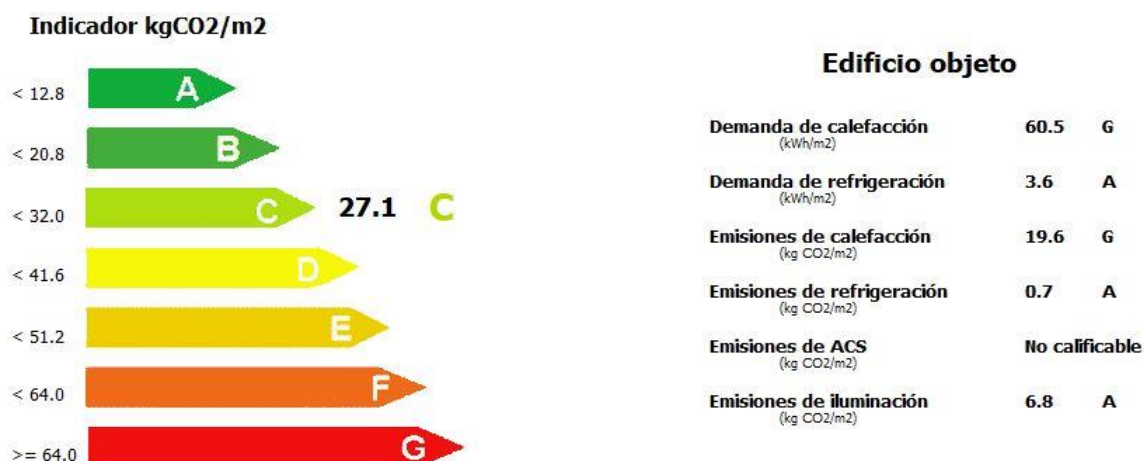 Indicador kgCO2/m2
< 12.8 A
< 20.8 B
< 32.0 C 27.1 C
< 41.6 D
< 51.2 E
< 64.0 F
>= 64.0 G
Edificio objeto
Demanda de calefacción 60.5 G
(kWh/m2)
Demanda de refrigeración 3.6 A
(kWh/m2)
Emisiones de calefacción 19.6 G
(kg CO2/m2)
Emisiones de refrigeración 0.7 A
(kg CO2/m2)
Emisiones de ACS No calificable
(kg CO2/m2)
Emisiones de iluminación 6.8 A
(kg CO2/m2)